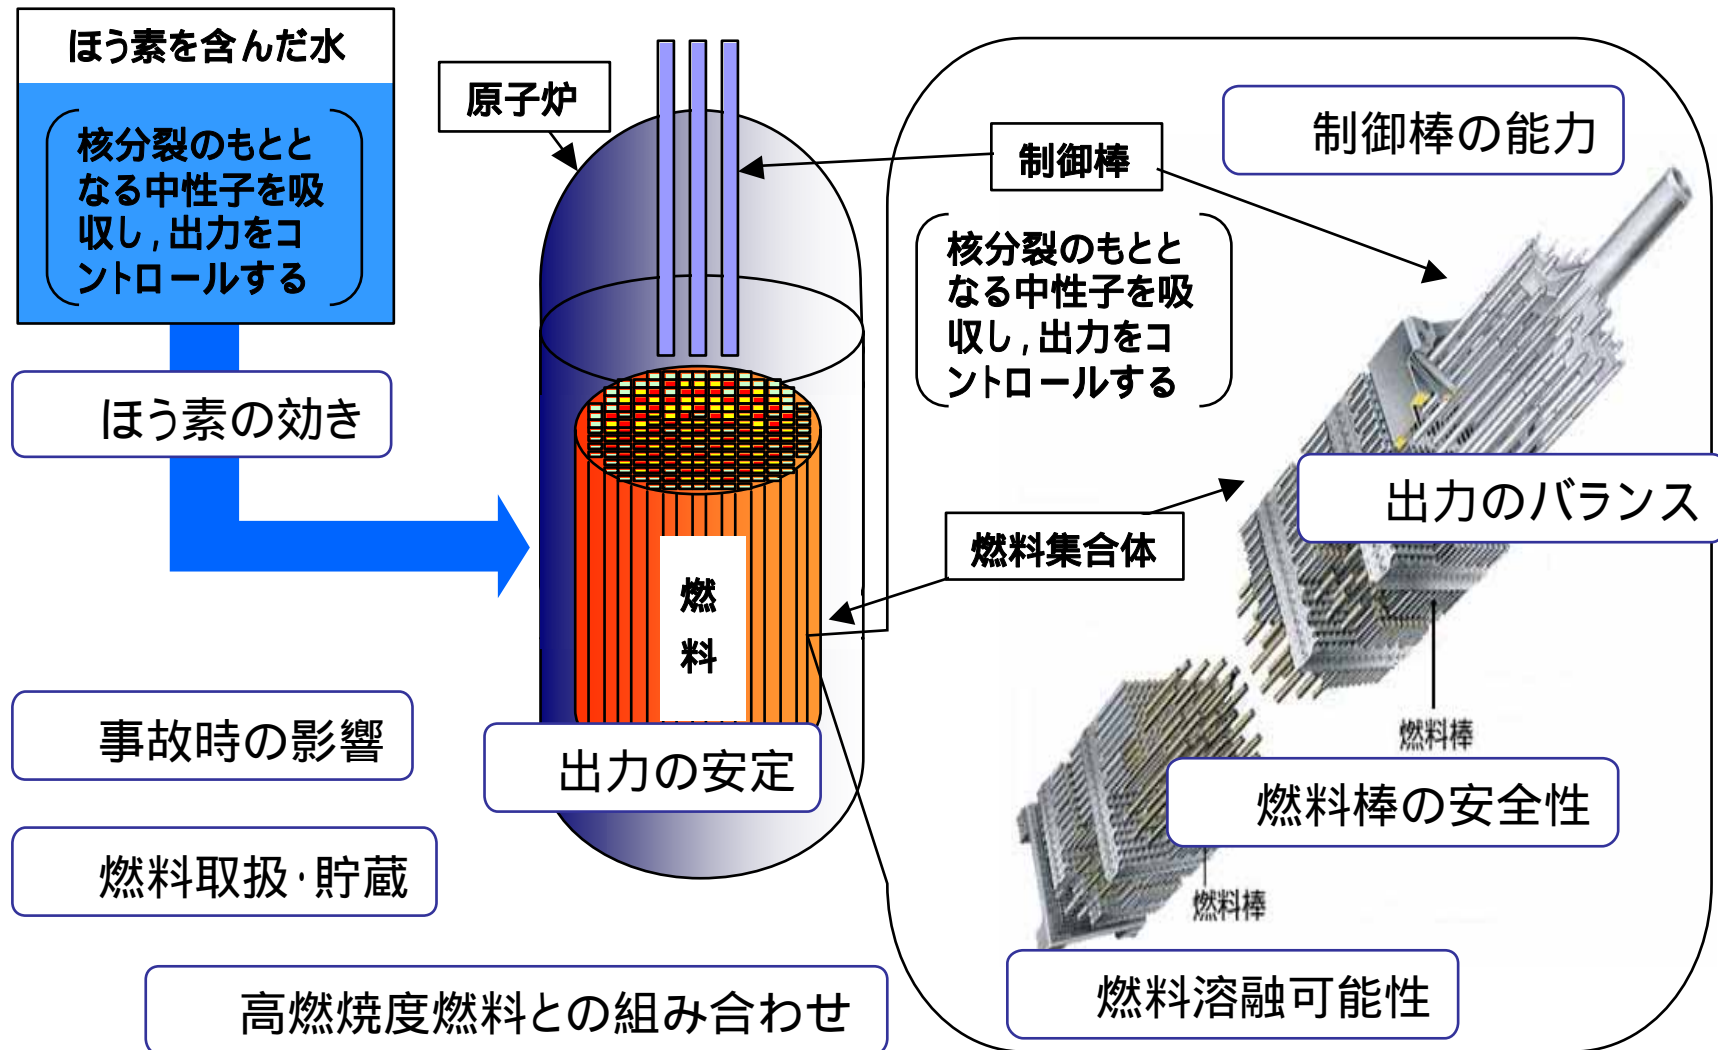 ほう素を含んだ水
核分裂のもとと
なる中性子を吸
収し，出力をコ
ントロールする
ほう素の効き
事故時の影響
燃料取扱・貯蔵
高燃焼度燃料との組み合わせ
原子炉
燃
料
出力の安定
制御棒
核分裂のもとと
なる中性子を吸
収し，出力をコ
ントロールする
燃料集合体
制御棒の能力
出力のバランス
燃料棒
燃料棒の安全性
燃料棒
燃料溶融可能性